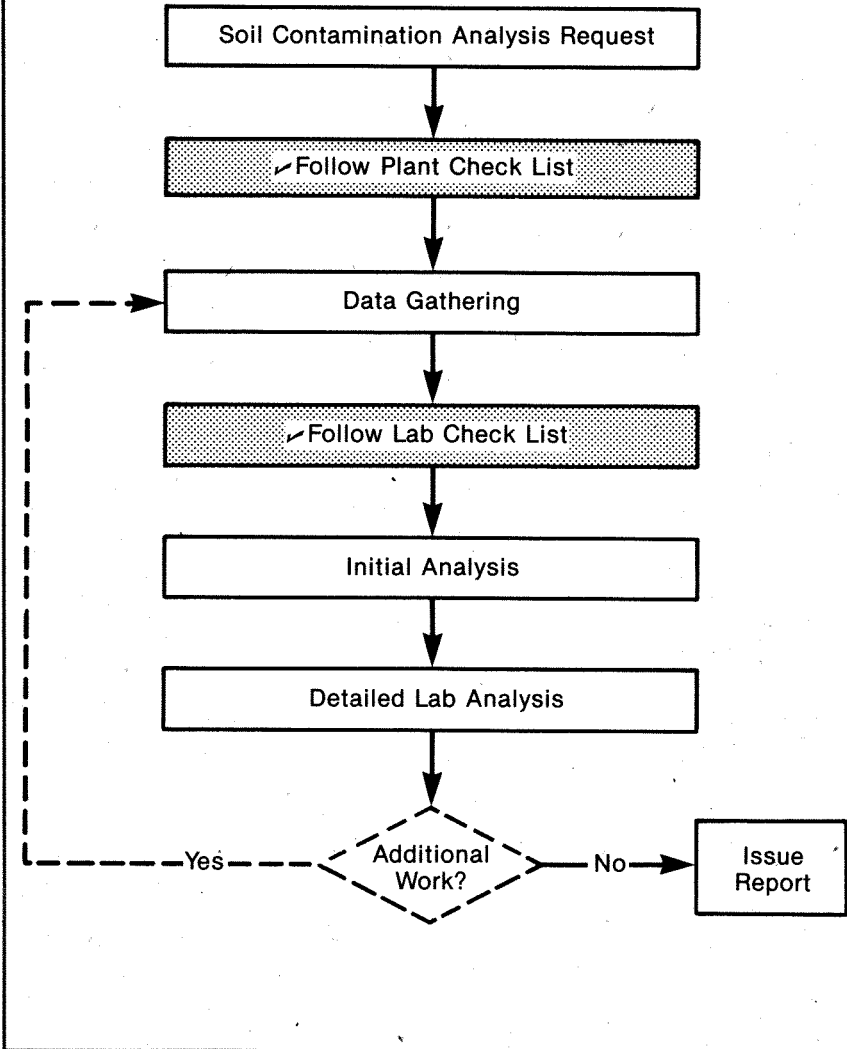 Soil Contamination Analysis Request
✓Follow Plant Check List
Data Gathering
✓Follow Lab Check List
Initial Analysis
Detailed Lab Analysis
Additional
Work?
Yes
No
Issue
Report